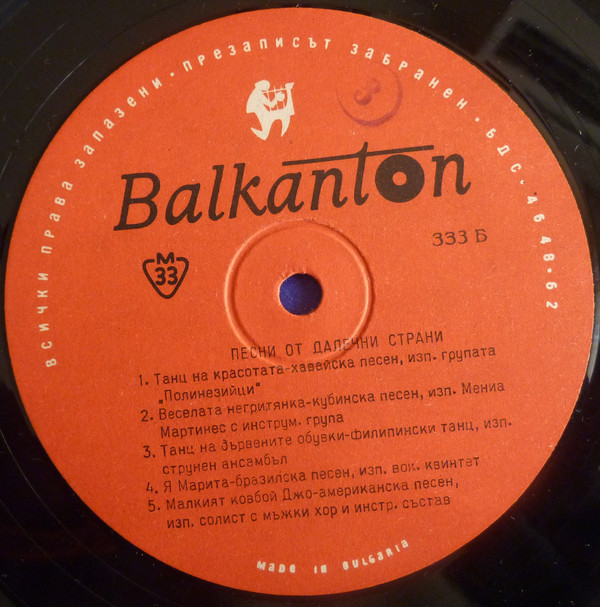 ВСИЧКИ ПРАВА ЗАПАЗЕНИ • ПРЕЗАПИСЪТ ЗАБРАНЕН • БДС • 4648 • 62
Balkanton
M
33
333 Б
ПЕСНИ ОТ ДАЛЕЧНИ СТРАНИ
1. Танц на красотата-хавайска песен, изп. групата
„Полинезийци"
2. Веселата негритянка-кубинска песен, изп. Мениа
Мартинес с инструм. група
3. Танц на дървените обувки-филипински танц, изп.
струнен ансамбъл
4. Я Марита-бразилска песен, изп. вок. квинтет
5. Малкият ковбой Джо-американска песен,
изп. солист с мъжки хор и инстр. състав
MADE IN BULGARIA